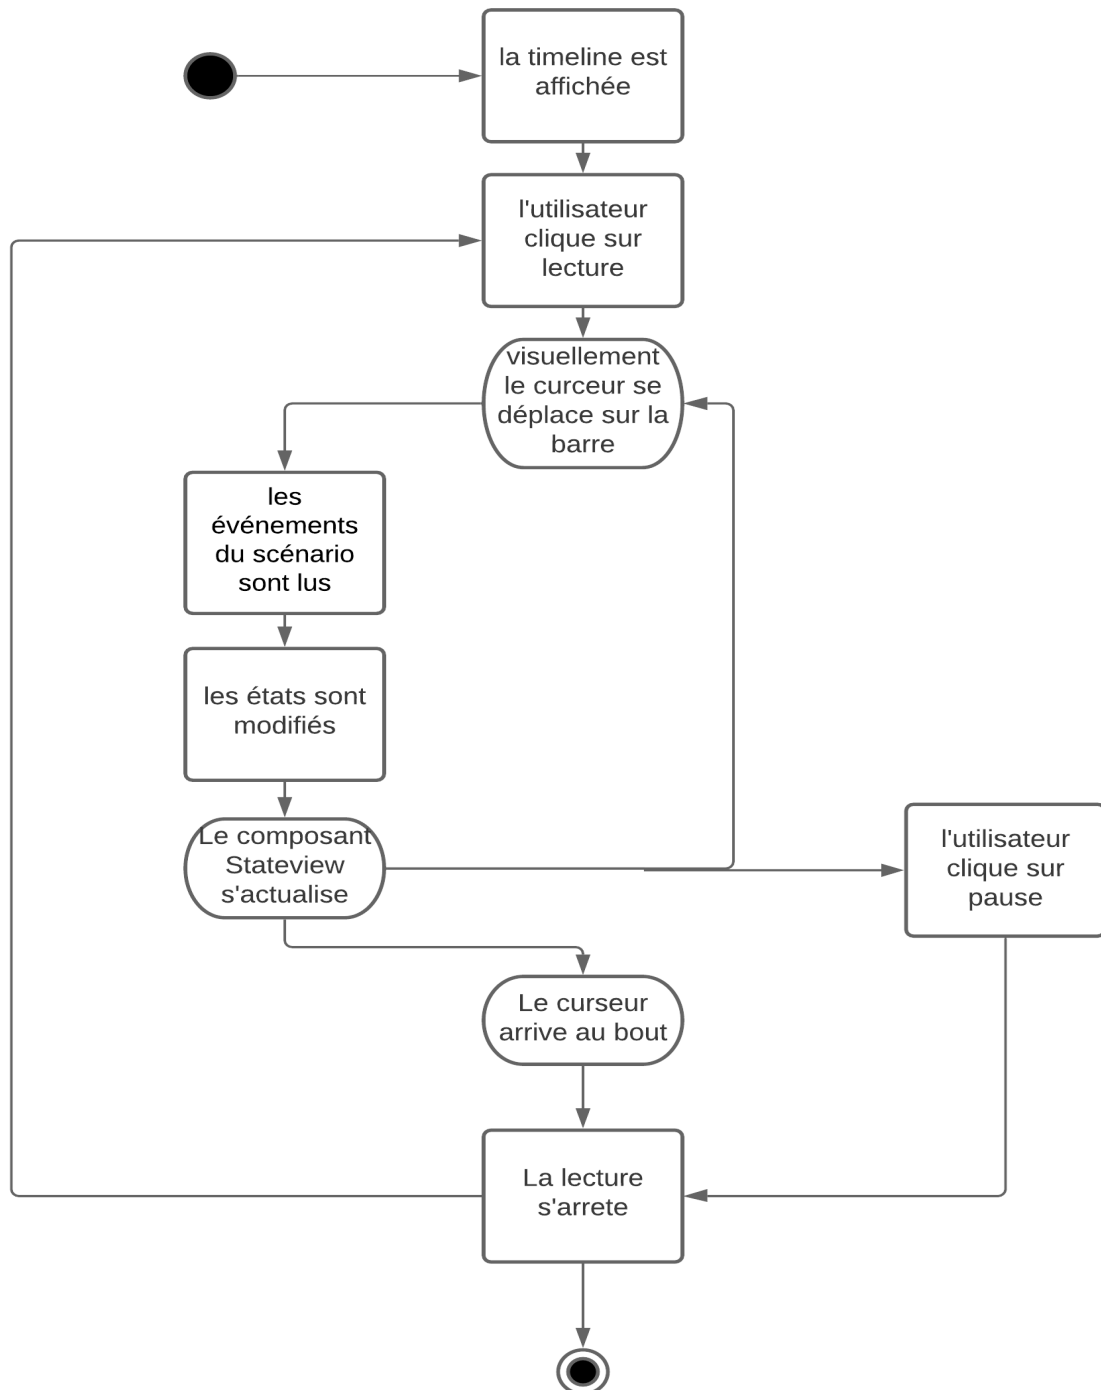 la timeline est
affichée
l'utilisateur
clique sur
lecture
visuellement
le curceur se
déplace sur la
barre
les
événements
du scénario
sont lus
les états sont
modifiés
Le composant
Stateview
s'actualise
l'utilisateur
clique sur
pause
Le curseur
arrive au bout
La lecture
s'arrete